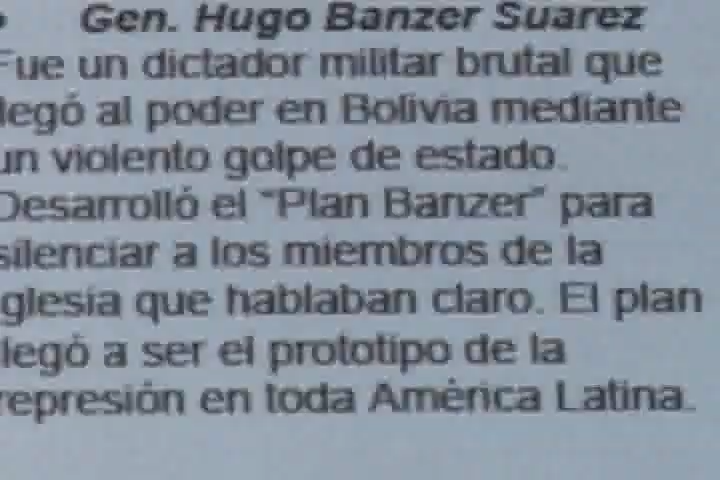 Gen. Hugo Banzer Suarez
Fue un dictador militar brutal que
legó al poder en Bolivia mediante
un violento golpe de estado.
Desarrolló el "Plan Banzer" para
silenciar a los miembros de la
glesia que hablaban claro. El plan
legó a ser el prototipo de la
represión en toda América Latina.